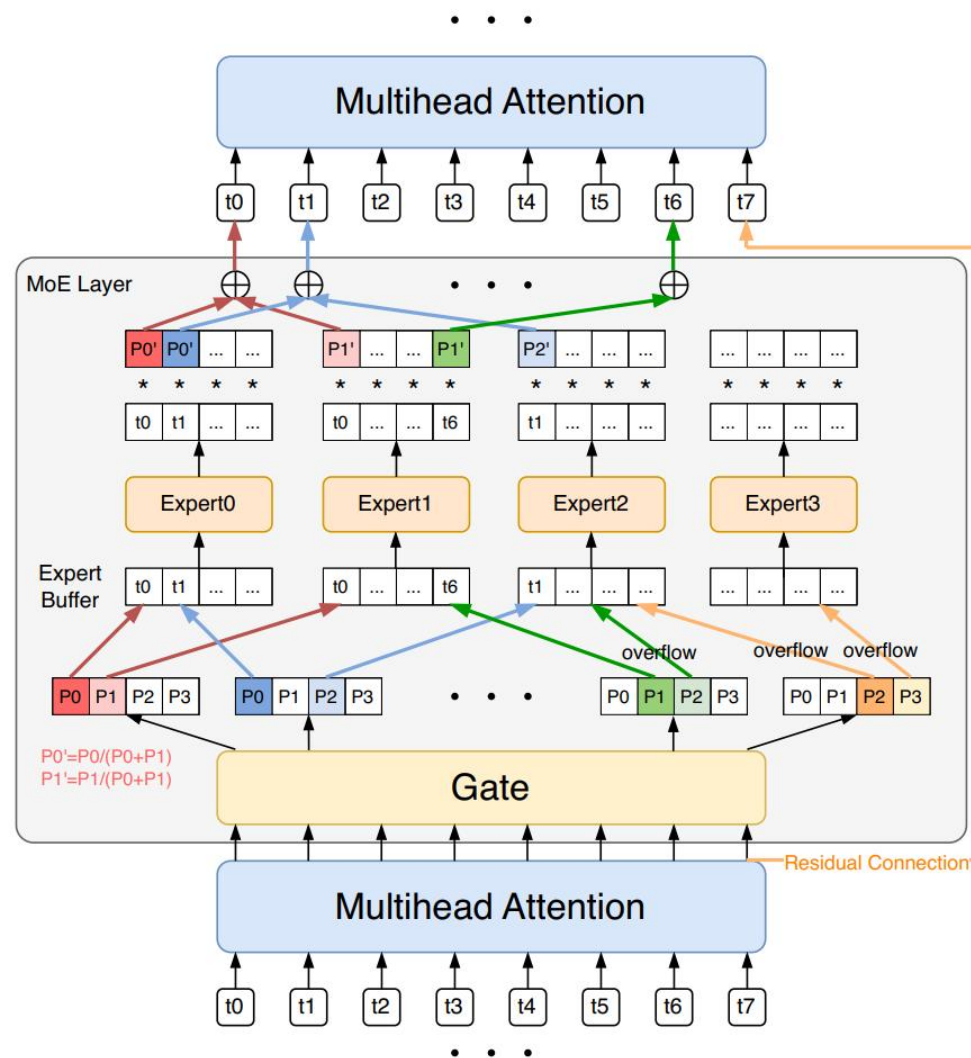 • • •
Multihead Attention
t0 t1 t2 t3 t4 t5 t6 t7
MoE Layer
• • •
P0' P0' ... ... P1' ... ... P1' P2' ... ... ... ... ... ... ...
* * * * * * * * * * * * * * * *
t0 t1 ... ... t0 ... ... t6 t1 ... ... ... ... ... ... ...
Expert0 Expert1 Expert2 Expert3
Expert
Buffer
t0 t1 ... ... t0 ... ... t6 t1 ... ... ... ... ... ... ...
overflow overflow overflow
P0 P1 P2 P3 P0 P1 P2 P3 • • • P0 P1 P2 P3 P0 P1 P2 P3
P0'=P0/(P0+P1)
P1'=P1/(P0+P1)
Gate
Residual Connection
Multihead Attention
t0 t1 t2 t3 t4 t5 t6 t7
• • •